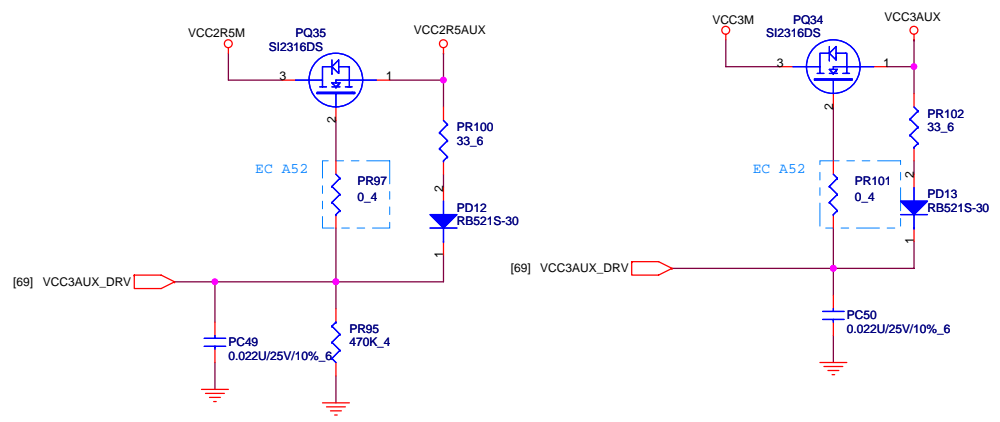 VCC2R5M
PQ35
SI2316DS
VCC2R5AUX
3
1
2
PR100
33_6
EC A52
PR97
0_4
2
PD12
RB521S-30
1
[69] VCC3AUX_DRV
PC49
0.022U/25V/10%_6
PR95
470K_4
VCC3M
PQ34
SI2316DS
VCC3AUX
3
1
2
PR102
33_6
EC A52
PR101
0_4
2
PD13
RB521S-30
1
[69] VCC3AUX_DRV
PC50
0.022U/25V/10%_6